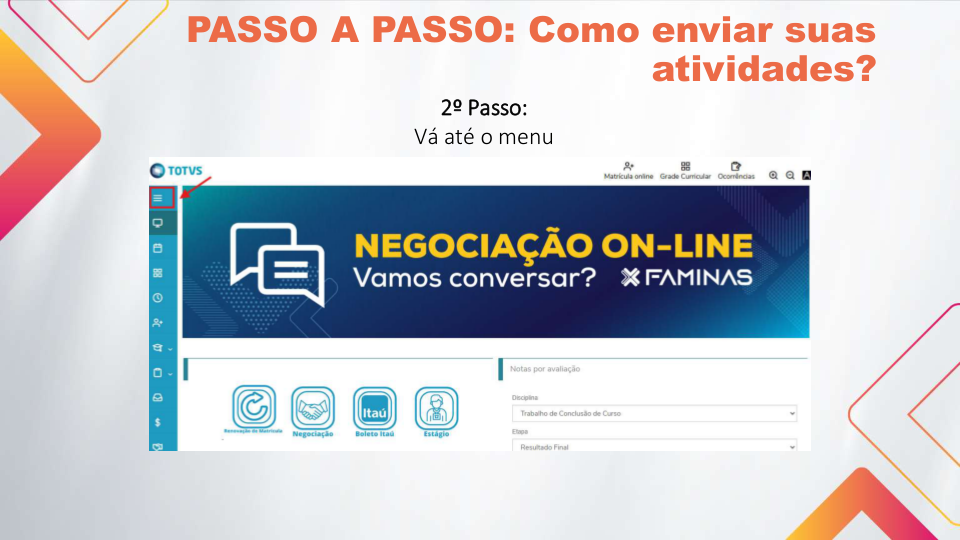 PASSO A PASSO: Como enviar suas
atividades?
2º Passo:
Vá até o menu
TOTVS
Matrícula online Grade Curricular Ocorrências
A
NEGOCIAÇÃO ON-LINE
Vamos conversar? FAMINAS
Notas por avaliação
Disciplina
Trabalho de Conclusão de Curso
Itaú
Renovação de Matrícula Negociação Boleto Itaú Estágio
Etapa
Resultado Final